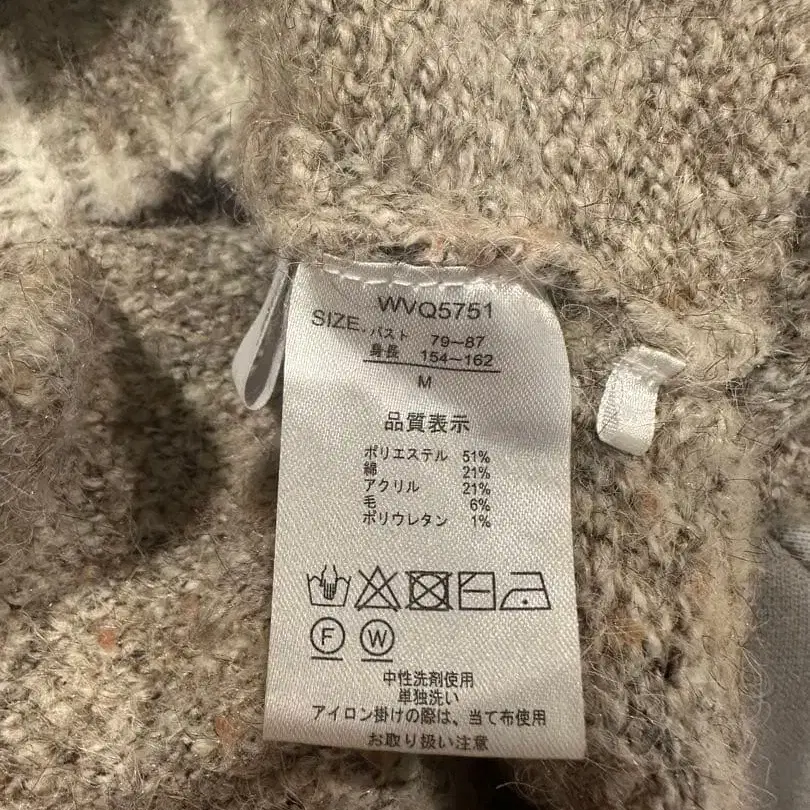 WVQ5751
SIZE. バスト 79~87
身長 154~162
M
品質表示
ポリエステル 51%
綿 21%
アクリル 21%
毛 6%
ポリウレタン 1%
F W
中性洗剤使用
単独洗い
アイロン掛けの際は、当て布使用
お取り扱い注意